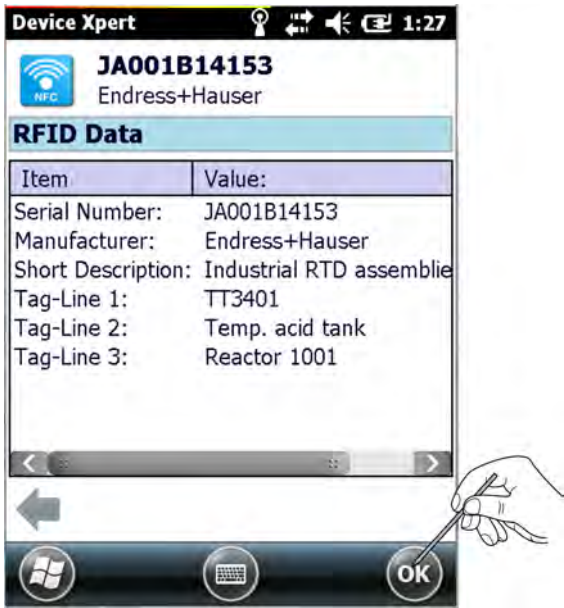 Device Xpert 1:27
JA001B14153
NFC
Endress+Hauser
RFID Data
Item Value:
Serial Number: JA001B14153
Manufacturer: Endress+Hauser
Short Description: Industrial RTD assemblie
Tag-Line 1: TT3401
Tag-Line 2: Temp. acid tank
Tag-Line 3: Reactor 1001
OK